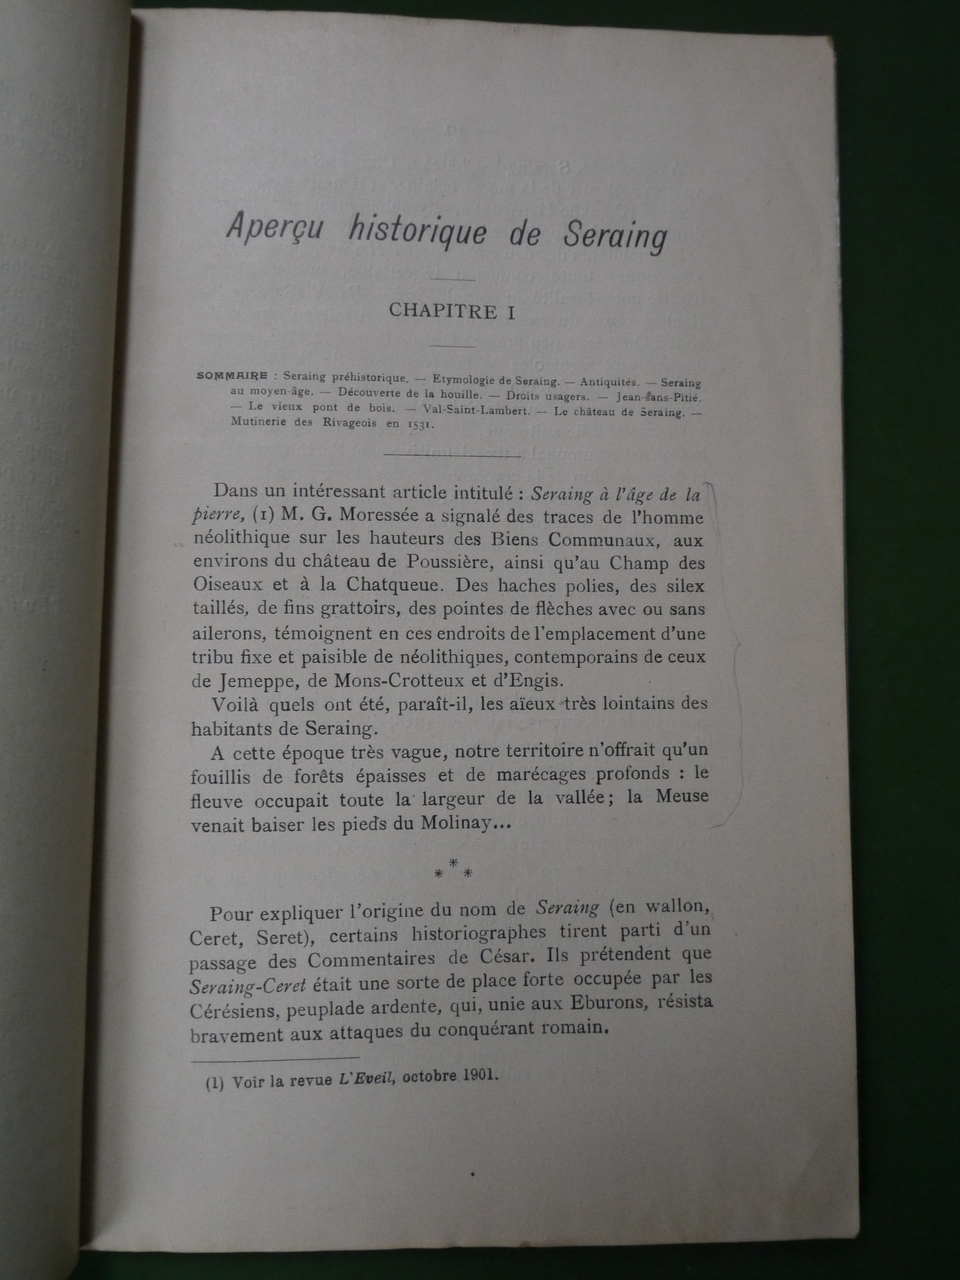 Aperçu historique de Seraing
CHAPITRE I
SOMMAIRE : Seraing préhistorique. — Etymologie de Seraing. — Antiquités. — Seraing
au moyen-âge. — Découverte de la houille. — Droits usagers. — Jean-Sans-Pitié.
— Le vieux pont de bois. — Val-Saint-Lambert. — Le château de Seraing. —
Mutinerie des Rivageois en 1531.
Dans un intéressant article intitulé : Seraing à l'âge de la
pierre, (1) M. G. Moressée a signalé des traces de l'homme
néolithique sur les hauteurs des Biens Communaux, aux
environs du château de Poussière, ainsi qu'au Champ des
Oiseaux et à la Chatqueue. Des haches polies, des silex
taillés, de fins grattoirs, des pointes de flèches avec ou sans
ailerons, témoignent en ces endroits de l'emplacement d'une
tribu fixe et paisible de néolithiques, contemporains de ceux
de Jemeppe, de Mons-Crotteux et d'Engis.
Voilà quels ont été, paraît-il, les aïeux très lointains des
habitants de Seraing.
A cette époque très vague, notre territoire n'offrait qu'un
fouillis de forêts épaisses et de marécages profonds : le
fleuve occupait toute la largeur de la vallée; la Meuse
venait baiser les pieds du Molinay...
* * *
Pour expliquer l'origine du nom de Seraing (en wallon,
Ceret, Seret), certains historiographes tirent parti d'un
passage des Commentaires de César. Ils prétendent que
Seraing-Ceret était une sorte de place forte occupée par les
Cérésiens, peuplade ardente, qui, unie aux Eburons, résista
bravement aux attaques du conquérant romain.
(1) Voir la revue L'Eveil, octobre 1901.